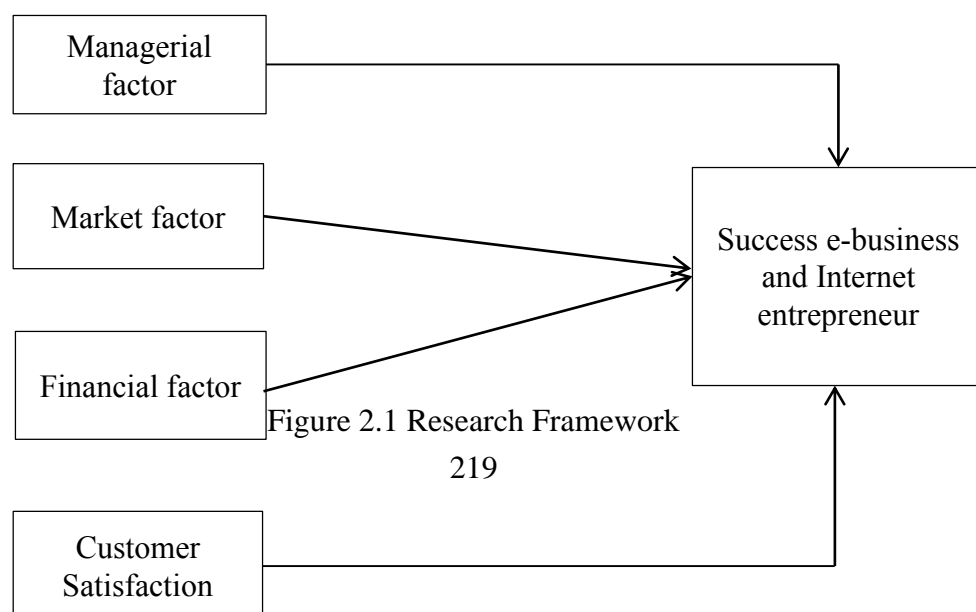 Managerial
factor
Market factor
Success e-business
and Internet
entrepreneur
Financial factor
Figure 2.1 Research Framework
219
Customer
Satisfaction